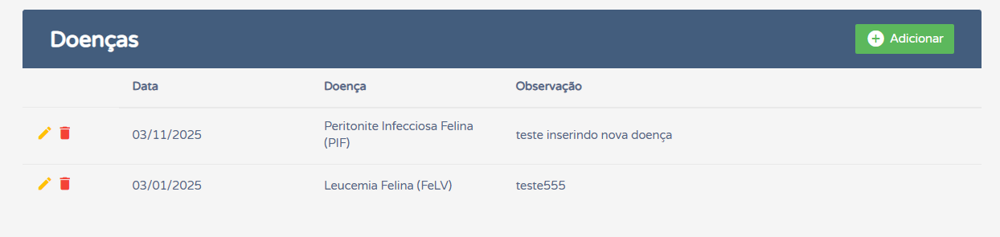 Doenças
Adicionar
Data Doença Observação
03/11/2025 Peritonite Infecciosa Felina (PIF) teste inserindo nova doença
03/01/2025 Leucemia Felina (FeLV) teste555